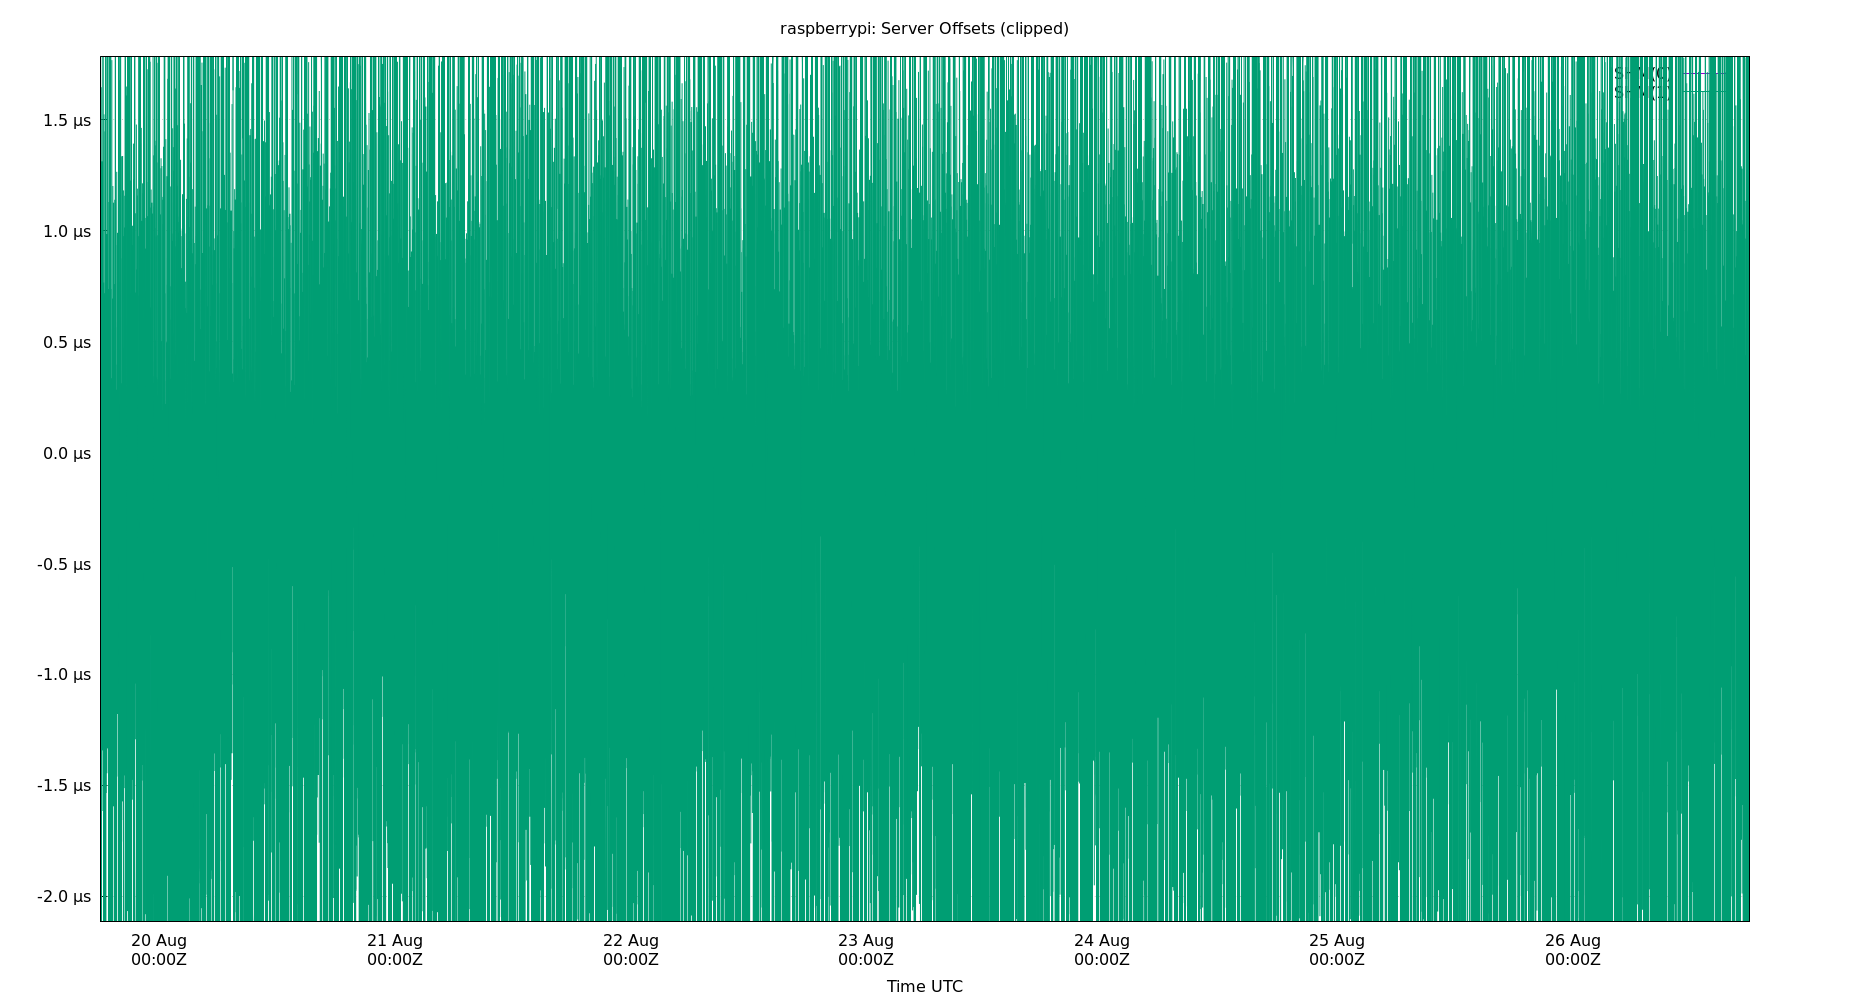 raspberrypi: Server Offsets (clipped)
1.5 µs
1.0 µs
0.5 µs
0.0 µs
-0.5 µs
-1.0 µs
-1.5 µs
-2.0 µs
20 Aug
00:00Z
21 Aug
00:00Z
22 Aug
00:00Z
23 Aug
00:00Z
24 Aug
00:00Z
25 Aug
00:00Z
26 Aug
00:00Z
Time UTC